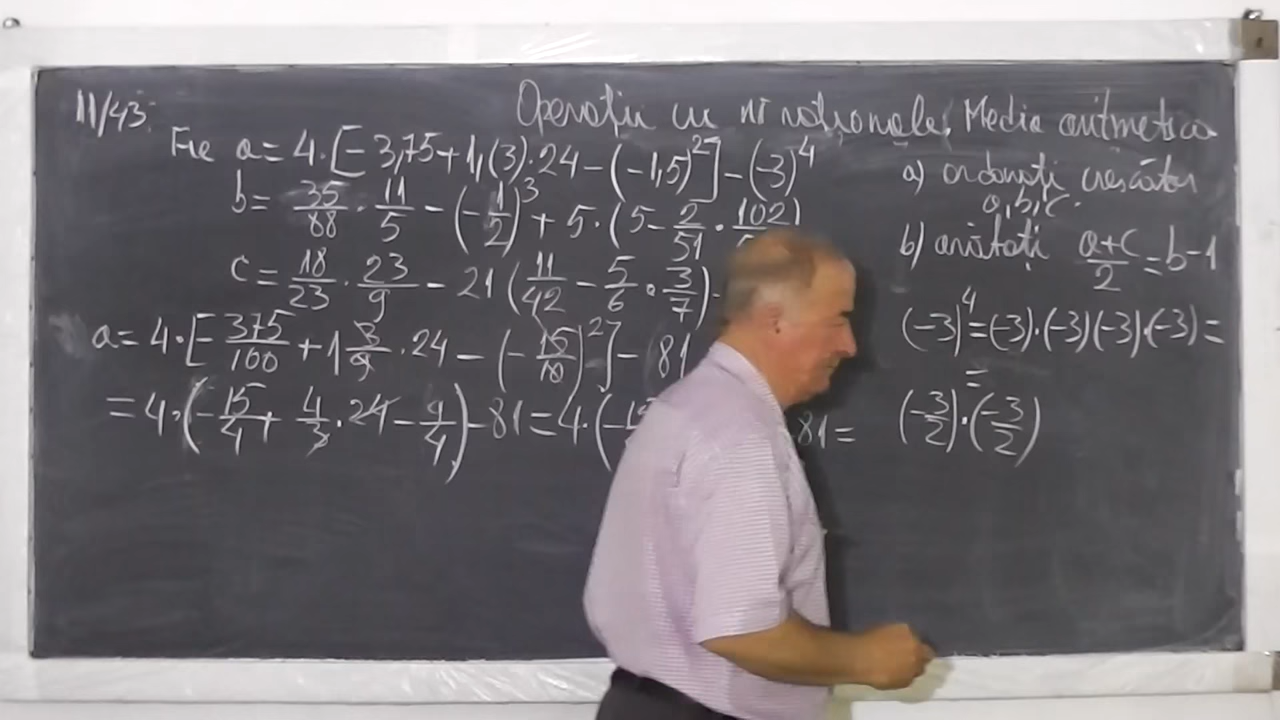 11/43. Operații cu nr raționale. Media aritmetica
Fie a = 4·[-3,75+1,(3)·24-(-1,5)²]-(-3)⁴
b = 35/88 · 11/5 - (-1/2)³ + 5·(5 - 2/51 · 102/
c = 18/23 · 23/9 - 21(11/42 - 5/6 · 3/7)
a = 4·[-375/100 + 1 3/9 · 24 - (-15/10)²] - 81
= 4·(-15/4 + 4/3 · 24 - 9/4) - 81 = 4·(- 81 =
a) ordonați crescător
a, b, c.
b) arătați (a+c)/2 = b-1
(-3)⁴ = (-3)·(-3)(-3)·(-3) =
=
(-3/2)·(-3/2)